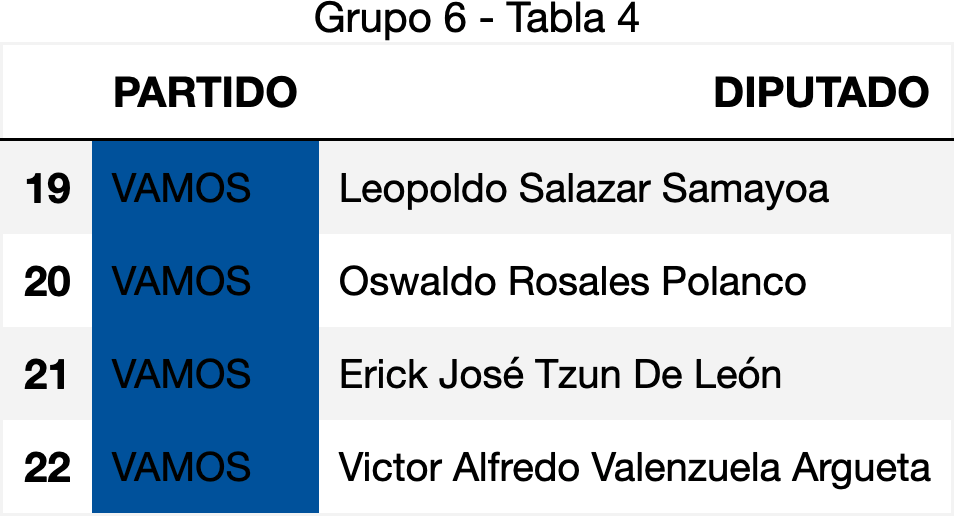 Grupo 6 - Tabla 4
PARTIDO DIPUTADO
19 VAMOS Leopoldo Salazar Samayoa
20 VAMOS Oswaldo Rosales Polanco
21 VAMOS Erick José Tzun De León
22 VAMOS Victor Alfredo Valenzuela Argueta